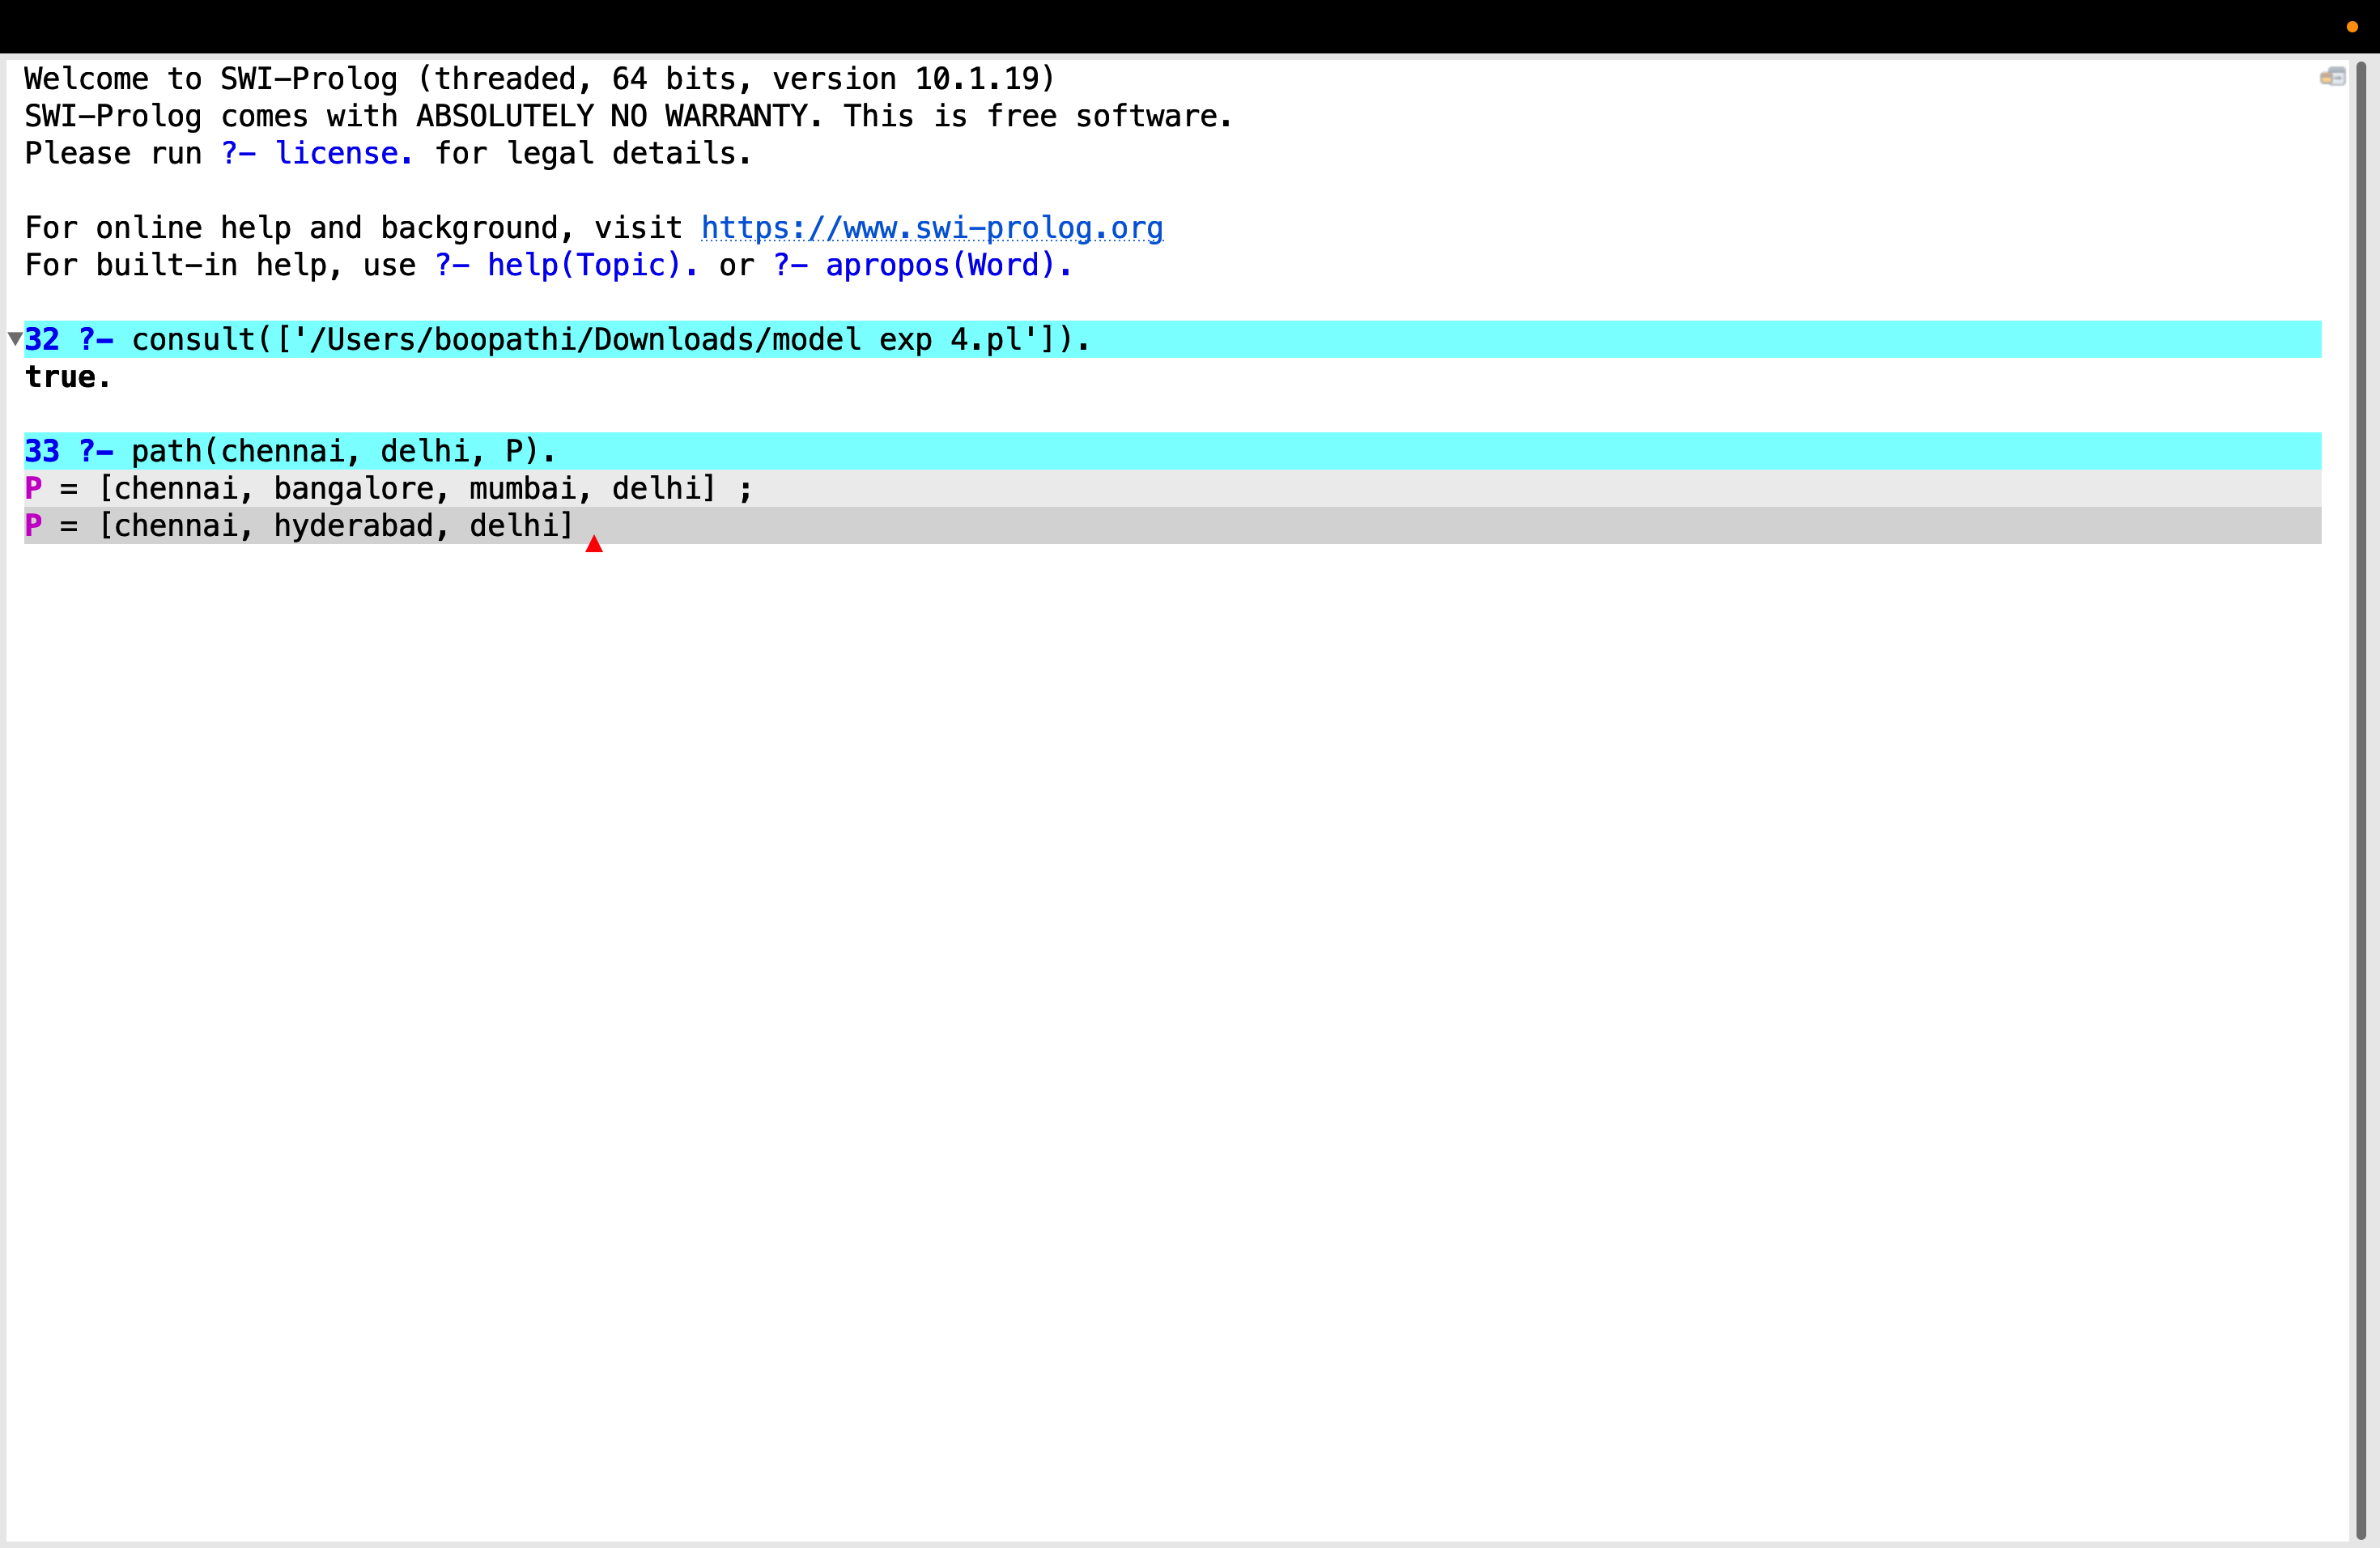 Welcome to SWI-Prolog (threaded, 64 bits, version 10.1.19)
SWI-Prolog comes with ABSOLUTELY NO WARRANTY. This is free software.
Please run ?- license. for legal details.
For online help and background, visit https://www.swi-prolog.org
For built-in help, use ?- help(Topic). or ?- apropos(Word).
32 ?- consult(['/Users/boopathi/Downloads/model exp 4.pl']).
true.
33 ?- path(chennai, delhi, P).
P = [chennai, bangalore, mumbai, delhi] ;
P = [chennai, hyderabad, delhi]